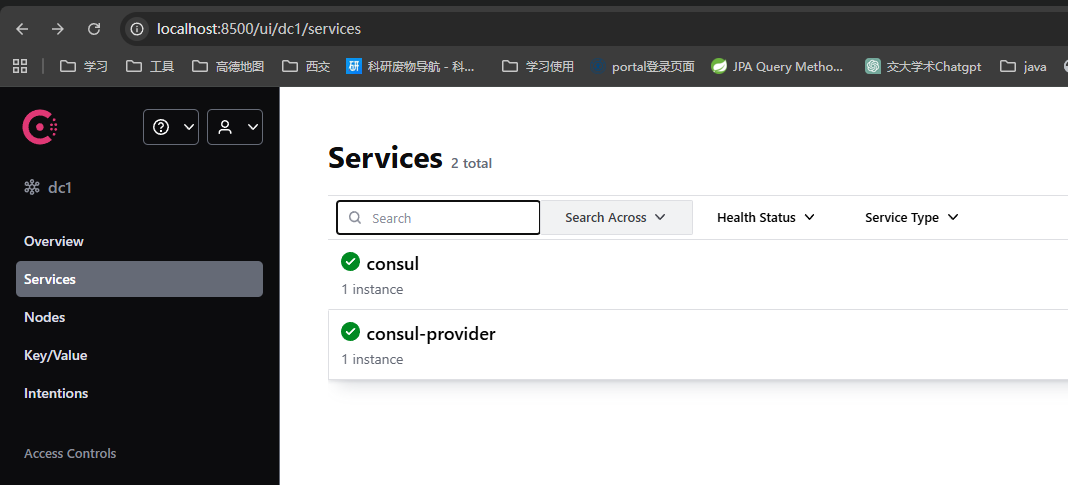 localhost:8500/ui/dc1/services
学习 工具 高德地图 西交 研 科研废物导航 - 科... 学习使用 portal登录页面 JPA Query Metho... 交大学术Chatgpt java
dc1
Overview
Services
Nodes
Key/Value
Intentions
Access Controls
Services 2 total
Search Search Across Health Status Service Type
consul
1 instance
consul-provider
1 instance